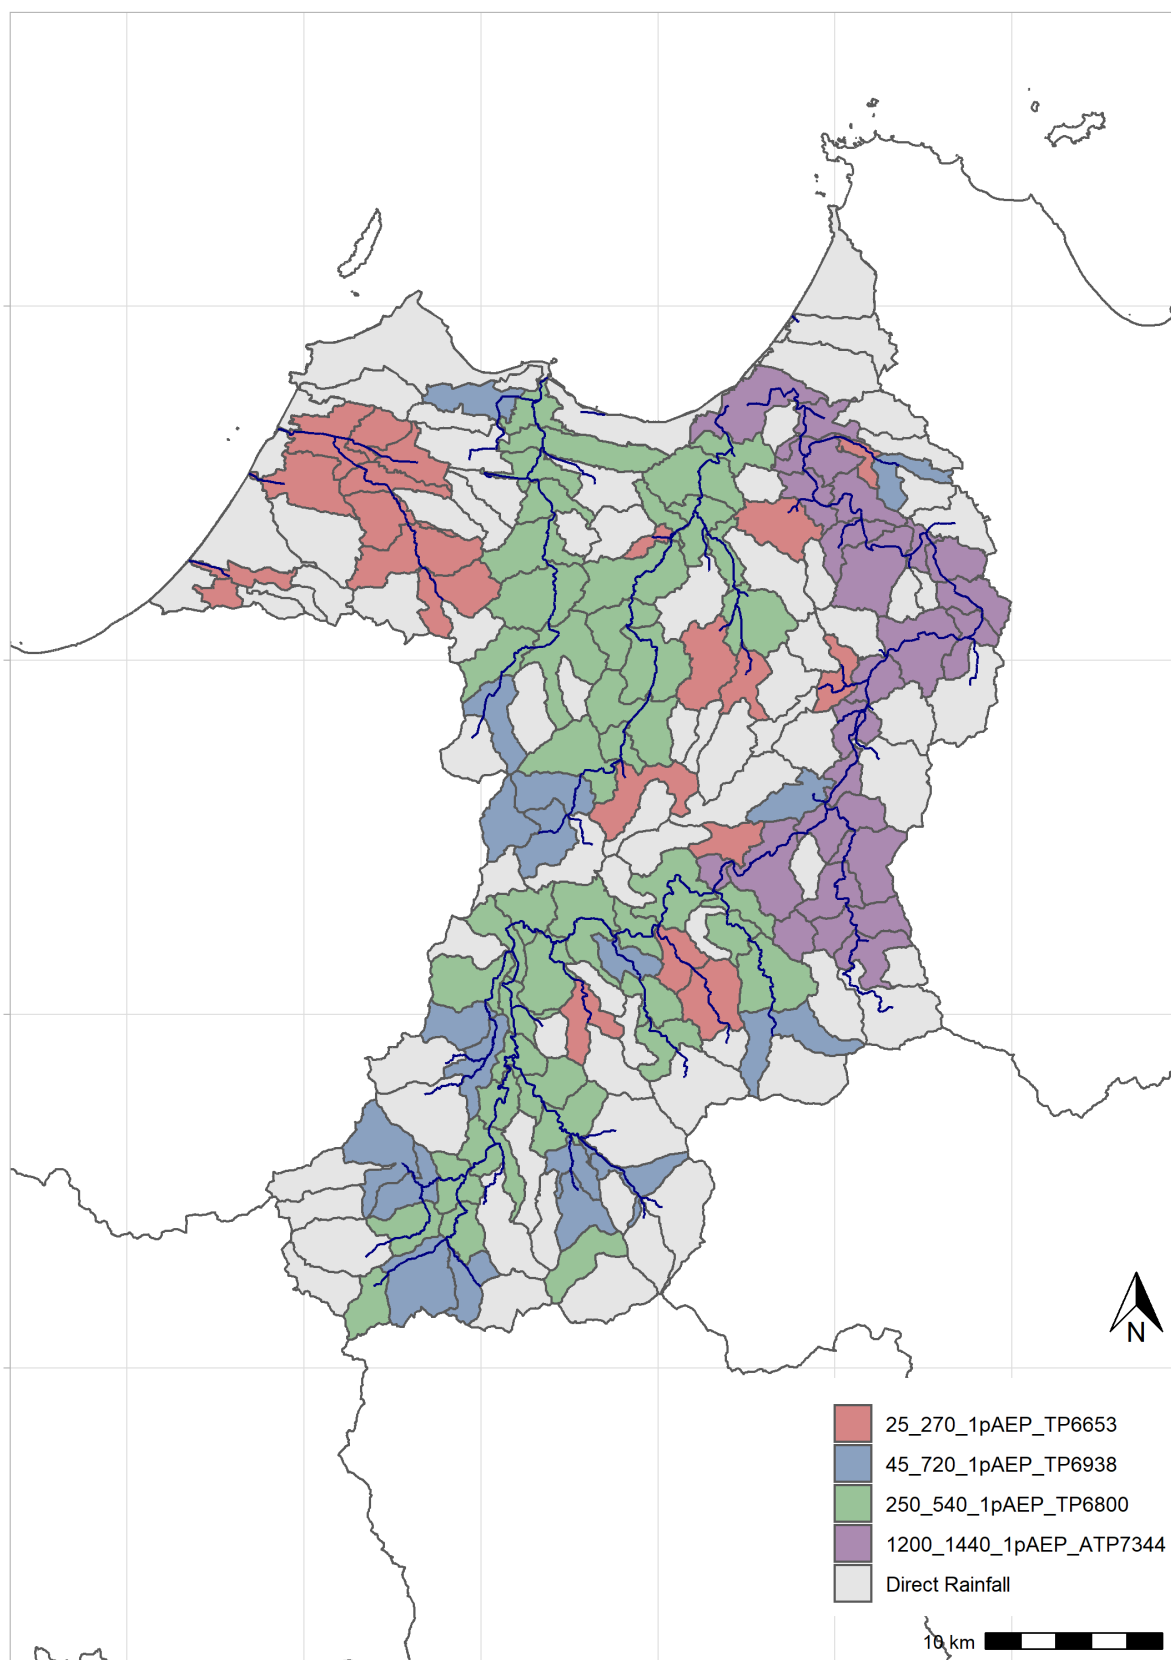 N
25_270_1pAEP_TP6653
45_720_1pAEP_TP6938
250_540_1pAEP_TP6800
1200_1440_1pAEP_ATP7344
Direct Rainfall
10 km